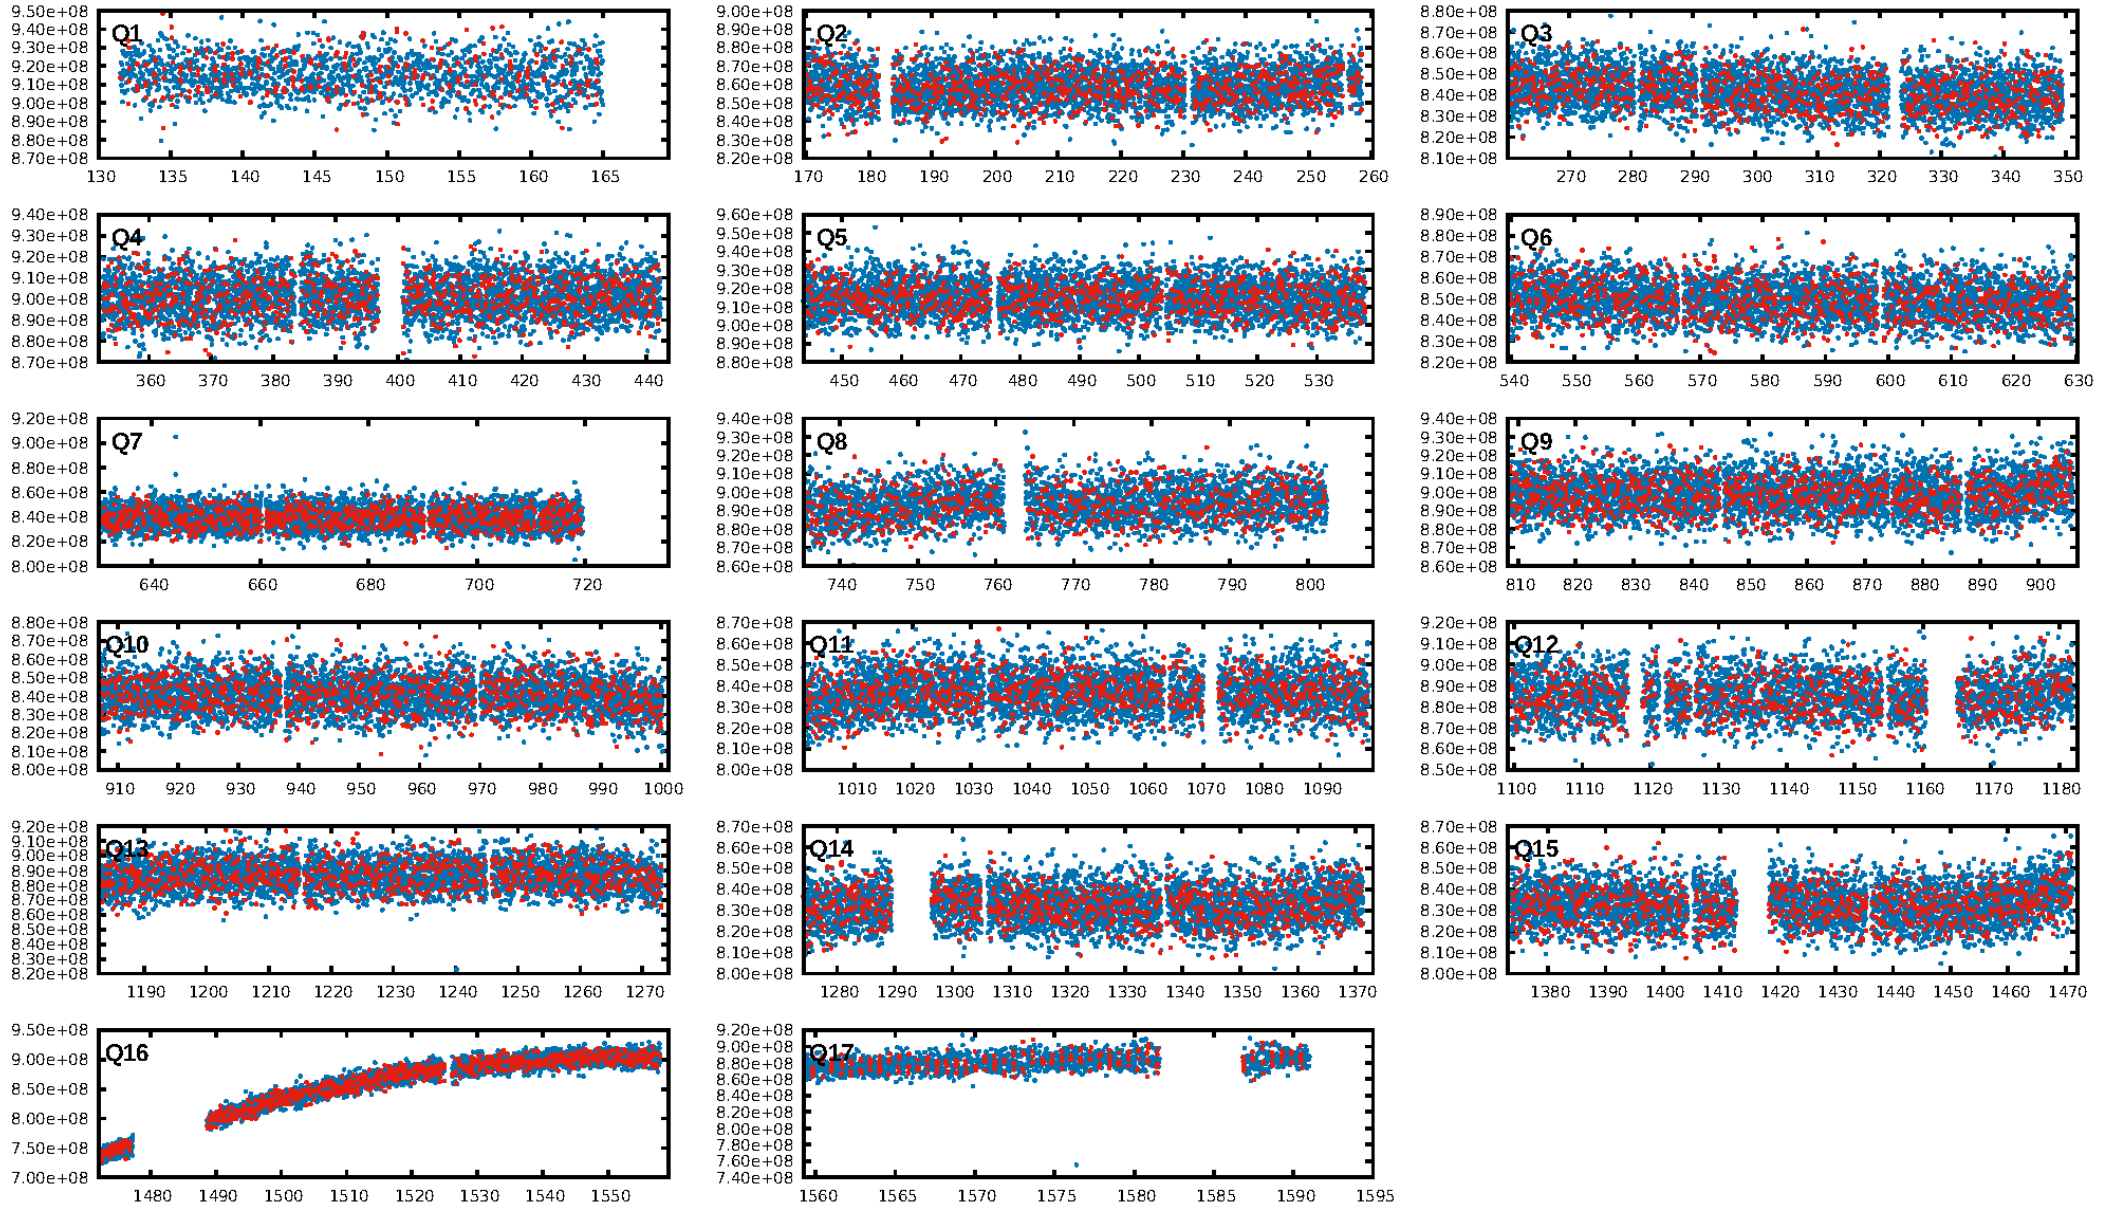 9.50e+08
9.40e+08
9.30e+08
9.20e+08
9.10e+08
9.00e+08
8.90e+08
8.80e+08
8.70e+08
Q1
130 135 140 145 150 155 160 165
9.00e+08
8.90e+08
8.80e+08
8.70e+08
8.60e+08
8.50e+08
8.40e+08
8.30e+08
8.20e+08
Q2
170 180 190 200 210 220 230 240 250 260
8.80e+08
8.70e+08
8.60e+08
8.50e+08
8.40e+08
8.30e+08
8.20e+08
8.10e+08
Q3
270 280 290 300 310 320 330 340 350
9.40e+08
9.30e+08
9.20e+08
9.10e+08
9.00e+08
8.90e+08
8.80e+08
8.70e+08
Q4
360 370 380 390 400 410 420 430 440
9.60e+08
9.50e+08
9.40e+08
9.30e+08
9.20e+08
9.10e+08
9.00e+08
8.90e+08
8.80e+08
Q5
450 460 470 480 490 500 510 520 530
8.90e+08
8.80e+08
8.70e+08
8.60e+08
8.50e+08
8.40e+08
8.30e+08
8.20e+08
Q6
540 550 560 570 580 590 600 610 620 630
9.20e+08
9.00e+08
8.80e+08
8.60e+08
8.40e+08
8.20e+08
8.00e+08
Q7
640 660 680 700 720
9.40e+08
9.30e+08
9.20e+08
9.10e+08
9.00e+08
8.90e+08
8.80e+08
8.70e+08
8.60e+08
Q8
740 750 760 770 780 790 800
9.40e+08
9.30e+08
9.20e+08
9.10e+08
9.00e+08
8.90e+08
8.80e+08
8.70e+08
8.60e+08
Q9
810 820 830 840 850 860 870 880 890 900
8.80e+08
8.70e+08
8.60e+08
8.50e+08
8.40e+08
8.30e+08
8.20e+08
8.10e+08
8.00e+08
Q10
910 920 930 940 950 960 970 980 990 1000
8.70e+08
8.60e+08
8.50e+08
8.40e+08
8.30e+08
8.20e+08
8.10e+08
8.00e+08
Q11
1010 1020 1030 1040 1050 1060 1070 1080 1090
9.20e+08
9.10e+08
9.00e+08
8.90e+08
8.80e+08
8.70e+08
8.60e+08
8.50e+08
Q12
1100 1110 1120 1130 1140 1150 1160 1170 1180
9.20e+08
9.10e+08
9.00e+08
8.90e+08
8.80e+08
8.70e+08
8.60e+08
8.50e+08
8.40e+08
8.30e+08
8.20e+08
Q13
1190 1200 1210 1220 1230 1240 1250 1260 1270
8.70e+08
8.60e+08
8.50e+08
8.40e+08
8.30e+08
8.20e+08
8.10e+08
8.00e+08
Q14
1280 1290 1300 1310 1320 1330 1340 1350 1360 1370
8.70e+08
8.60e+08
8.50e+08
8.40e+08
8.30e+08
8.20e+08
8.10e+08
8.00e+08
Q15
1380 1390 1400 1410 1420 1430 1440 1450 1460 1470
9.50e+08
9.00e+08
8.50e+08
8.00e+08
7.50e+08
7.00e+08
Q16
1480 1490 1500 1510 1520 1530 1540 1550
9.20e+08
9.00e+08
8.80e+08
8.60e+08
8.40e+08
8.20e+08
8.00e+08
7.80e+08
7.60e+08
7.40e+08
Q17
1560 1565 1570 1575 1580 1585 1590 1595